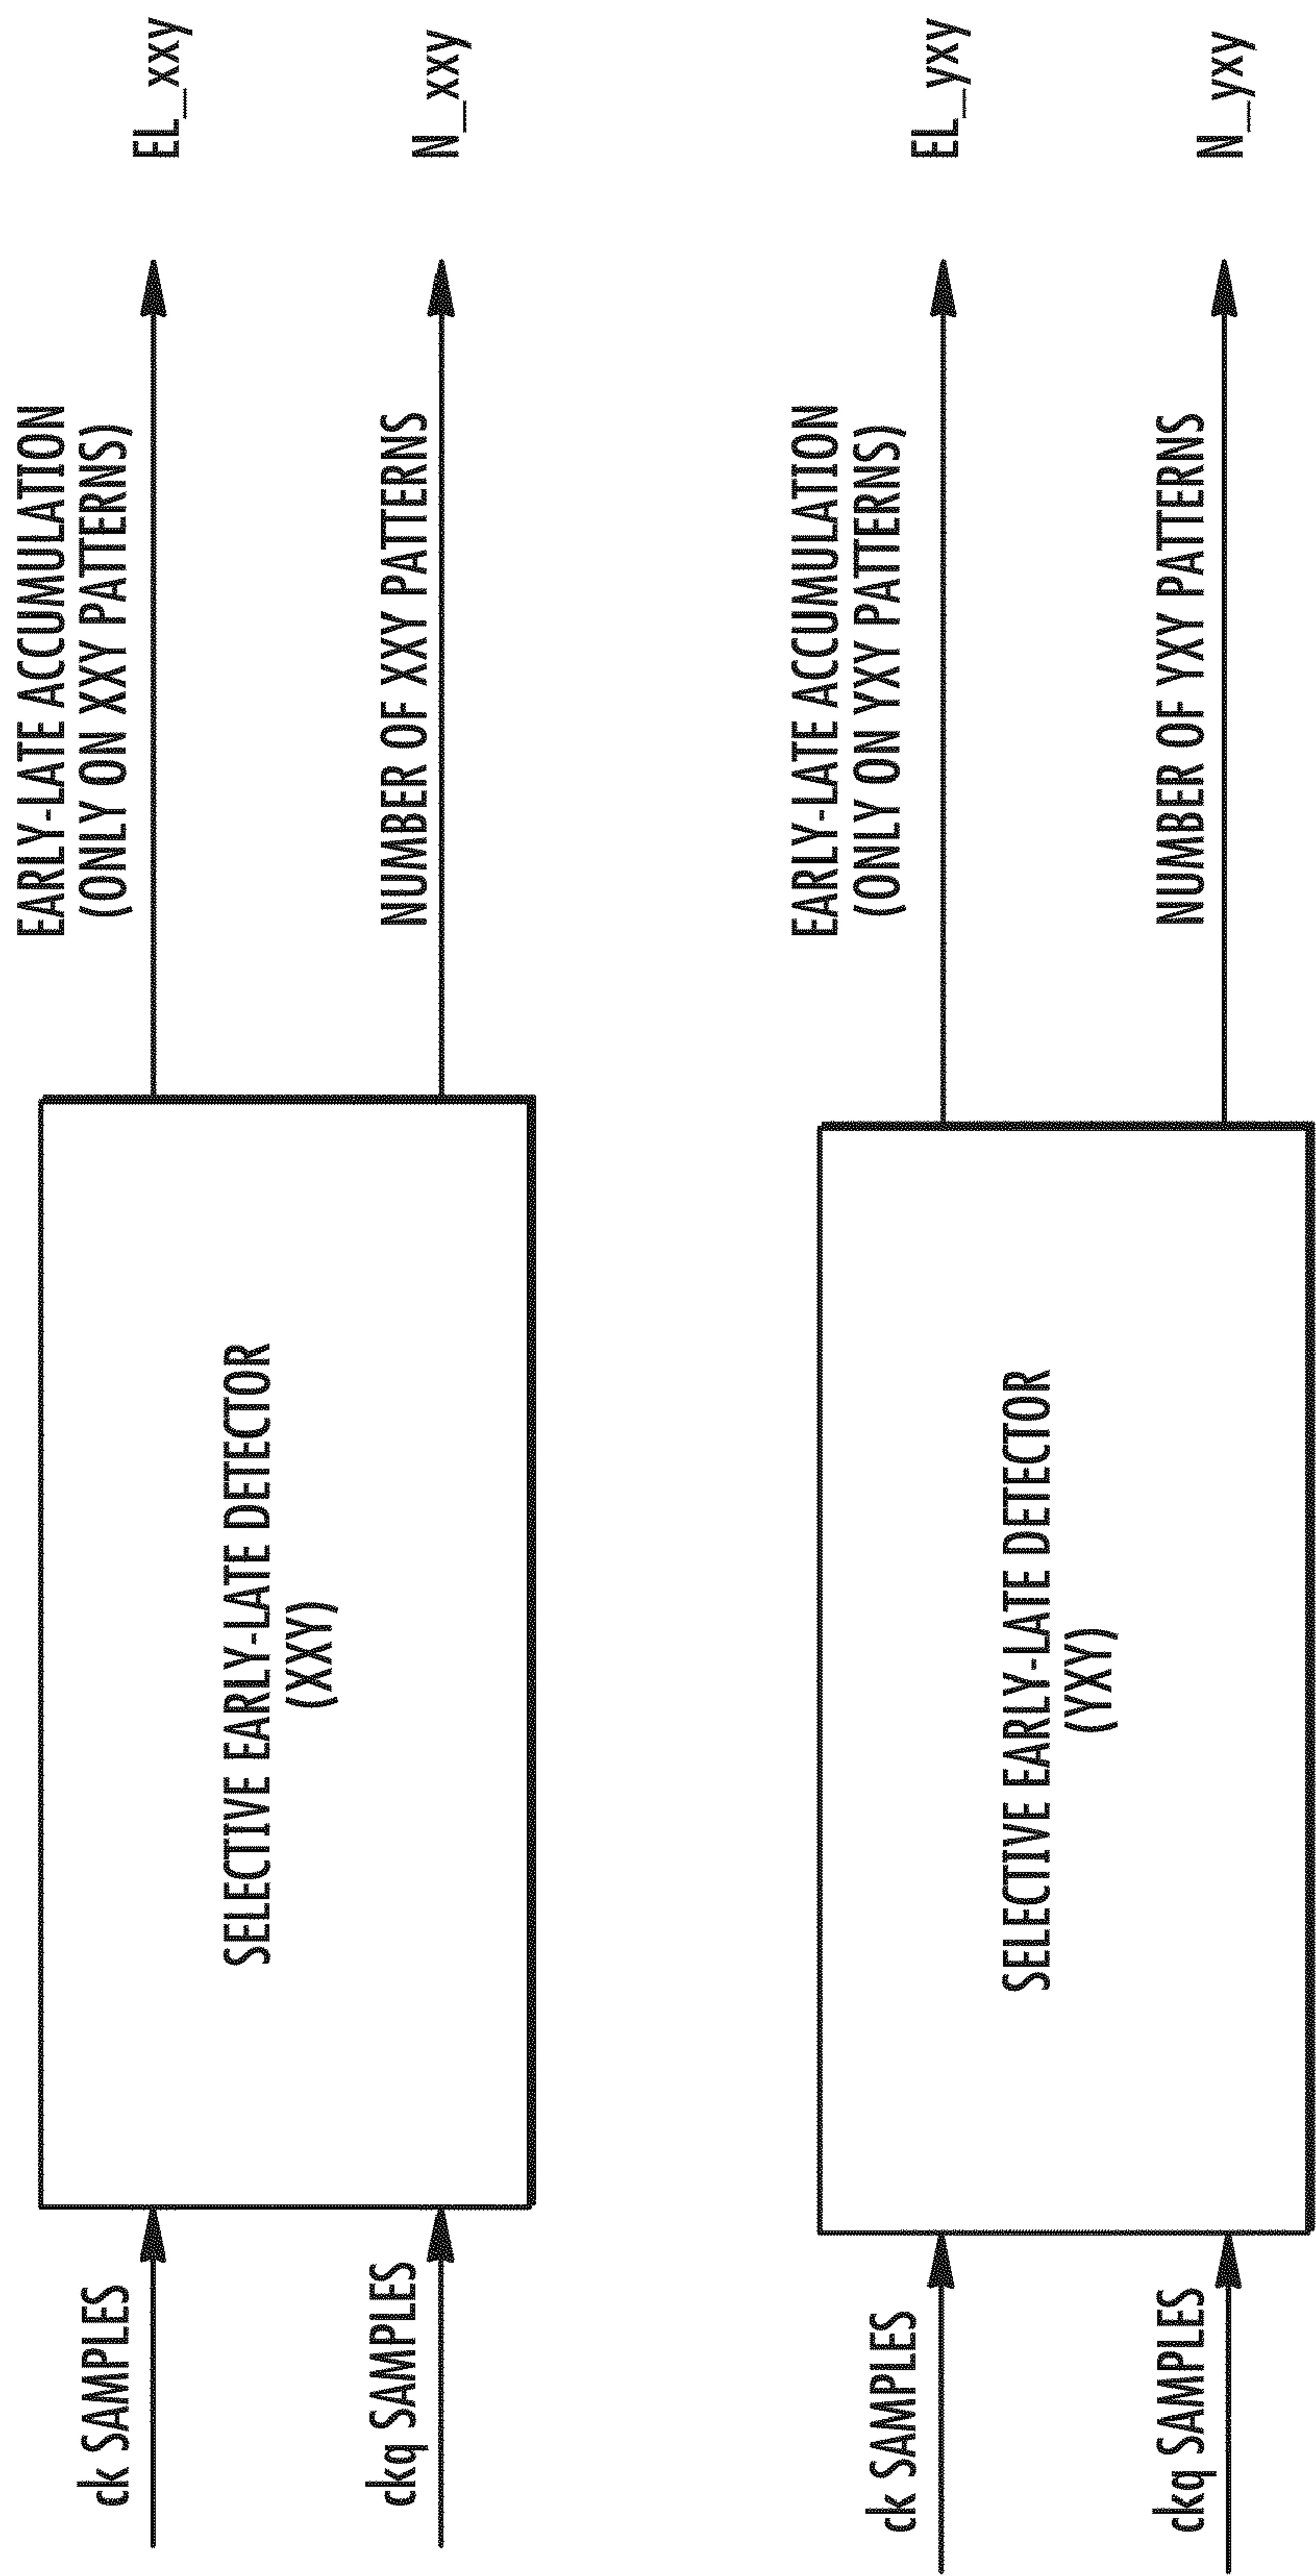 ck SAMPLES
ckq SAMPLES
SELECTIVE EARLY-LATE DETECTOR
(XXY)
EARLY-LATE ACCUMULATION
(ONLY ON XXY PATTERNS)
EL_xxy
NUMBER OF XXY PATTERNS
N_xxy
ck SAMPLES
ckq SAMPLES
SELECTIVE EARLY-LATE DETECTOR
(YXY)
EARLY-LATE ACCUMULATION
(ONLY ON YXY PATTERNS)
EL_yxy
NUMBER OF YXY PATTERNS
N_yxy